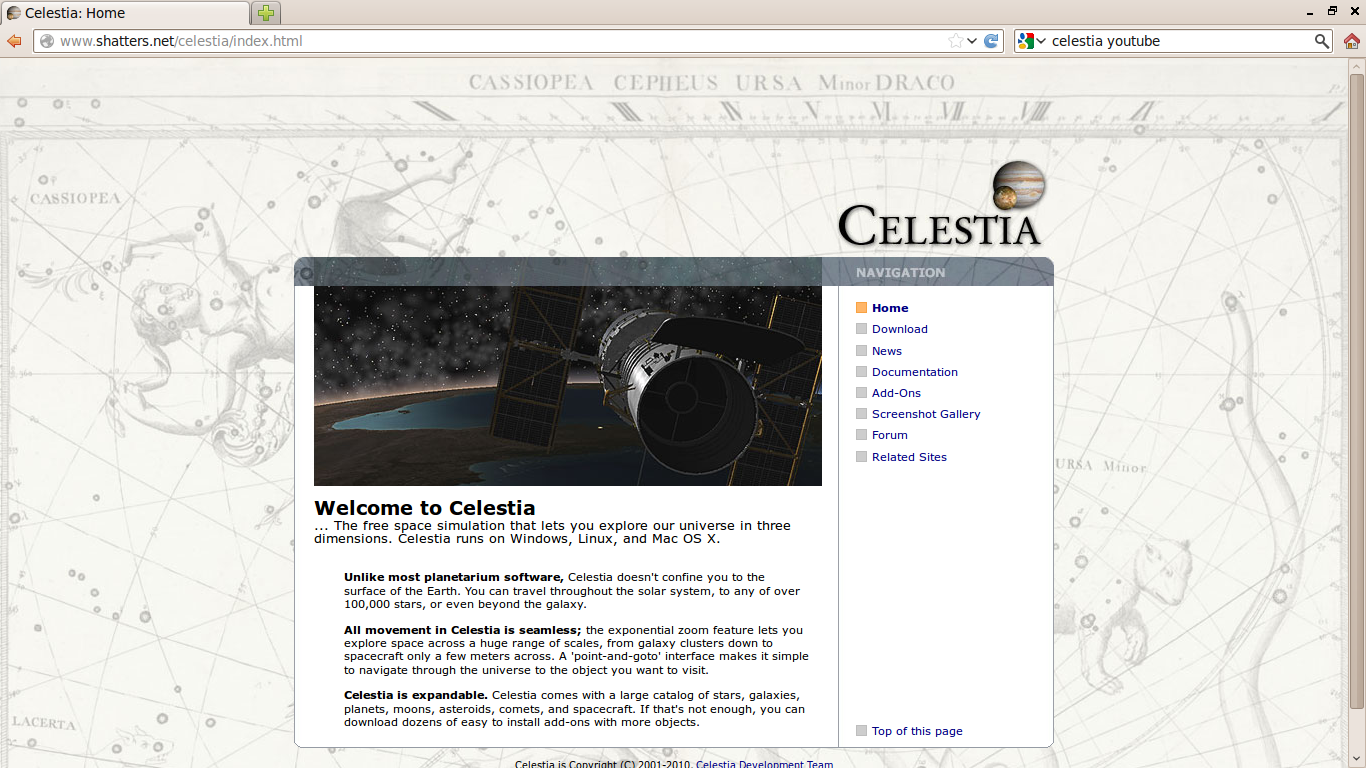 Celestia: Home
www.shatters.net/celestia/index.html
celestia youtube
CASSIOPEA CEPHEUS URSA Minor DRACO
CASSIOPEA
CELESTIA
NAVIGATION
Home
Download
News
Documentation
Add-Ons
Screenshot Gallery
Forum
Related Sites
URSA Minor
Welcome to Celestia
... The free space simulation that lets you explore our universe in three
dimensions. Celestia runs on Windows, Linux, and Mac OS X.
Unlike most planetarium software, Celestia doesn't confine you to the
surface of the Earth. You can travel throughout the solar system, to any of over
100,000 stars, or even beyond the galaxy.
All movement in Celestia is seamless; the exponential zoom feature lets you
explore space across a huge range of scales, from galaxy clusters down to
spacecraft only a few meters across. A 'point-and-goto' interface makes it simple
to navigate through the universe to the object you want to visit.
Celestia is expandable. Celestia comes with a large catalog of stars, galaxies,
planets, moons, asteroids, comets, and spacecraft. If that's not enough, you can
download dozens of easy to install add-ons with more objects.
LACERTA
Top of this page
Celestia is Copyright (C) 2001-2010, Celestia Development Team